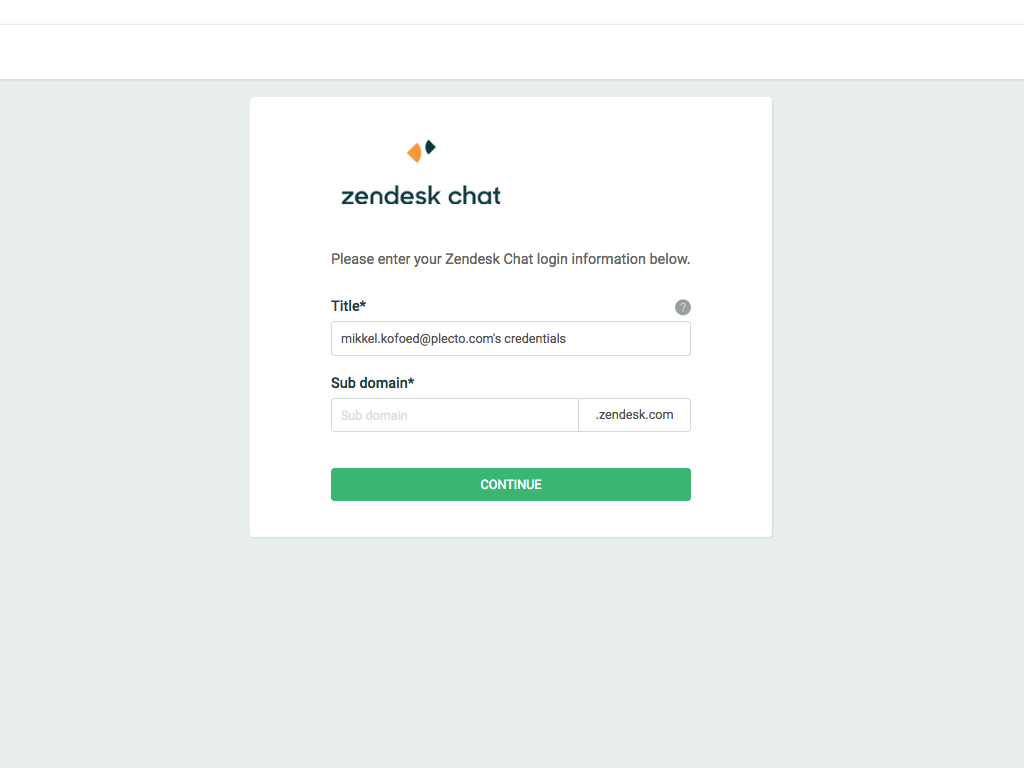 zendesk chat
Please enter your Zendesk Chat login information below.
Title*
?
mikkel.kofoed@plecto.com's credentials
Sub domain*
Sub domain
.zendesk.com
CONTINUE